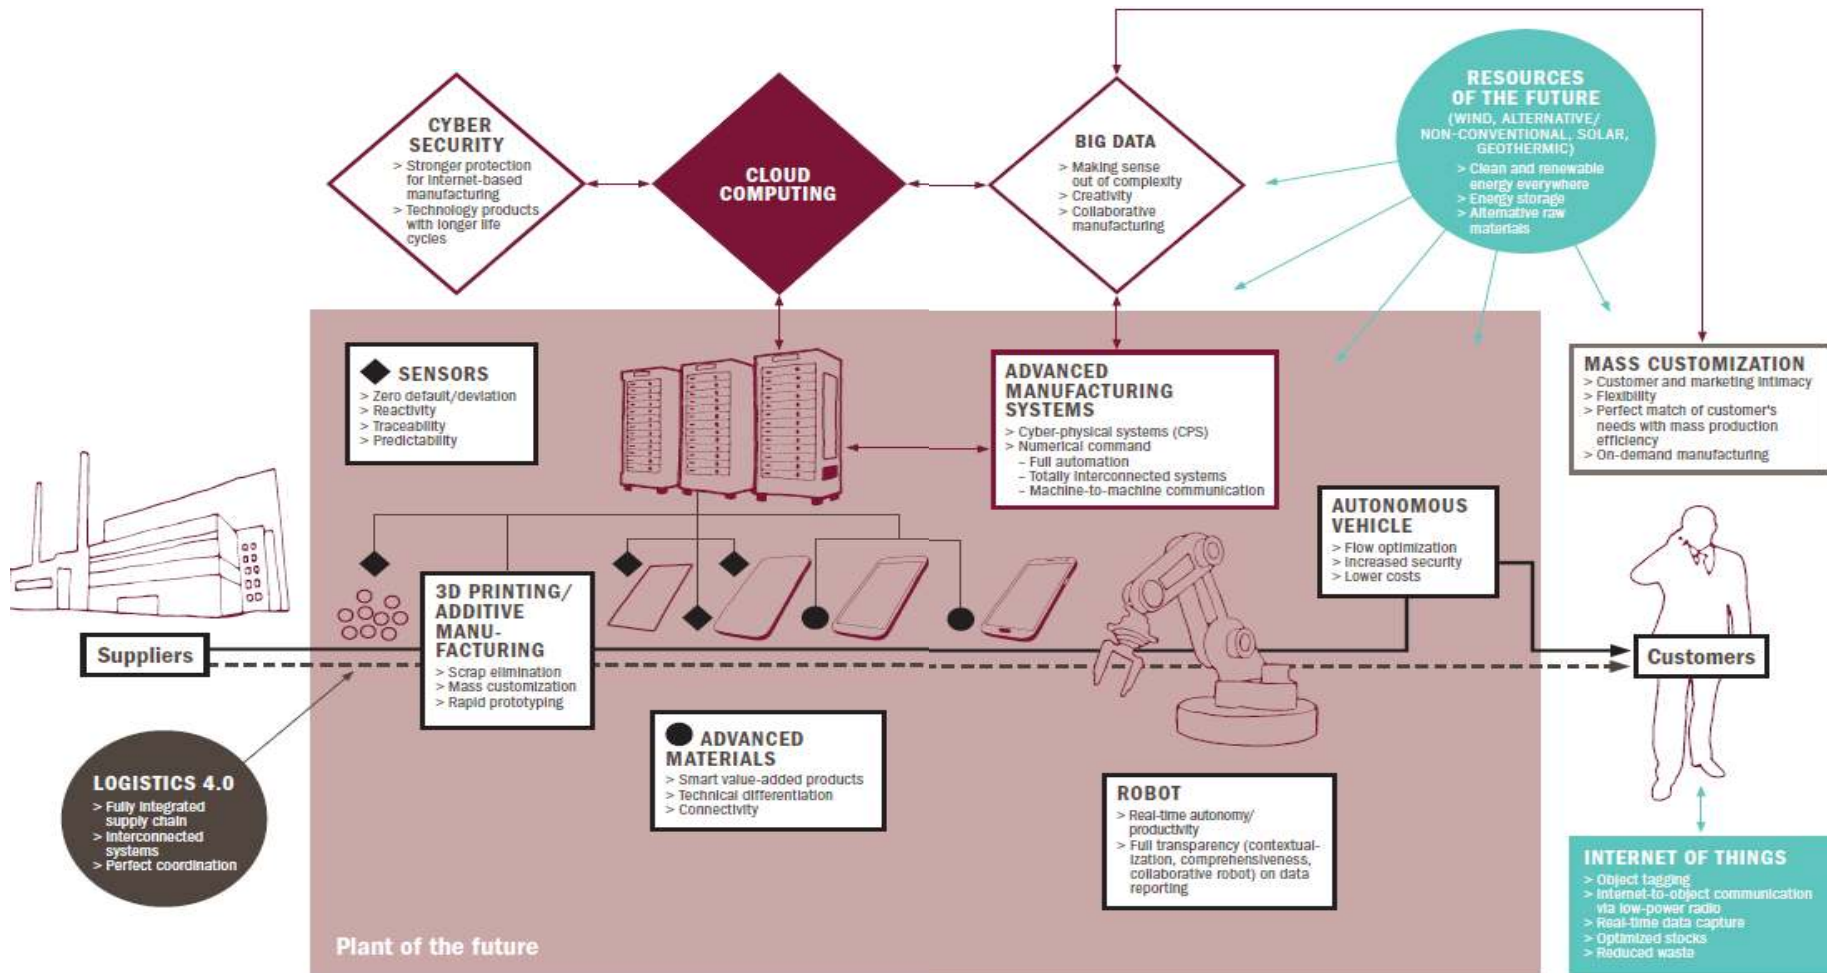 CYBER
SECURITY
> Stronger protection
for internet-based
manufacturing
> Technology products
with longer life
cycles
CLOUD
COMPUTING
BIG DATA
> Making sense
out of complexity
> Creativity
> Collaborative
manufacturing
RESOURCES
OF THE FUTURE
(WIND, ALTERNATIVE/
NON-CONVENTIONAL, SOLAR,
GEOTHERMIC)
> Clean and renewable
energy everywhere
> Energy storage
> Alternative raw
materials
SENSORS
> Zero default/deviation
> Reactivity
> Traceability
> Predictability
ADVANCED
MANUFACTURING
SYSTEMS
> Cyber-physical systems (CPS)
> Numerical command
– Full automation
– Totally interconnected systems
– Machine-to-machine communication
MASS CUSTOMIZATION
> Customer and marketing intimacy
> Flexibility
> Perfect match of customer's
needs with mass production
efficiency
> On-demand manufacturing
AUTONOMOUS
VEHICLE
> Flow optimization
> Increased security
> Lower costs
3D PRINTING/
ADDITIVE
MANU-
FACTURING
> Scrap elimination
> Mass customization
> Rapid prototyping
Suppliers
Customers
LOGISTICS 4.0
> Fully integrated
supply chain
> Interconnected
systems
> Perfect coordination
ADVANCED
MATERIALS
> Smart value-added products
> Technical differentiation
> Connectivity
ROBOT
> Real-time autonomy/
productivity
> Full transparency (contextual-
ization, comprehensiveness,
collaborative robot) on data
reporting
INTERNET OF THINGS
> Object tagging
> Internet-to-object communication
via low-power radio
> Real-time data capture
> Optimized stocks
> Reduced waste
Plant of the future